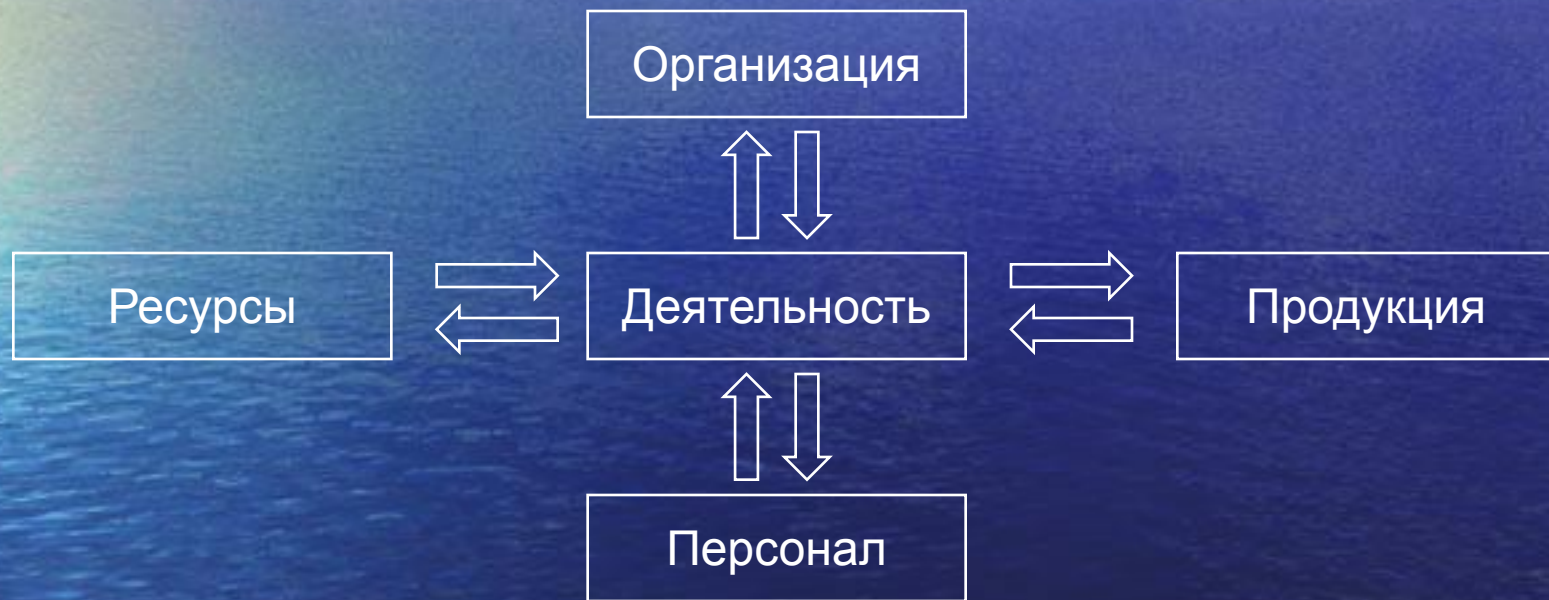 Организация
Ресурсы
Деятельность
Продукция
Персонал